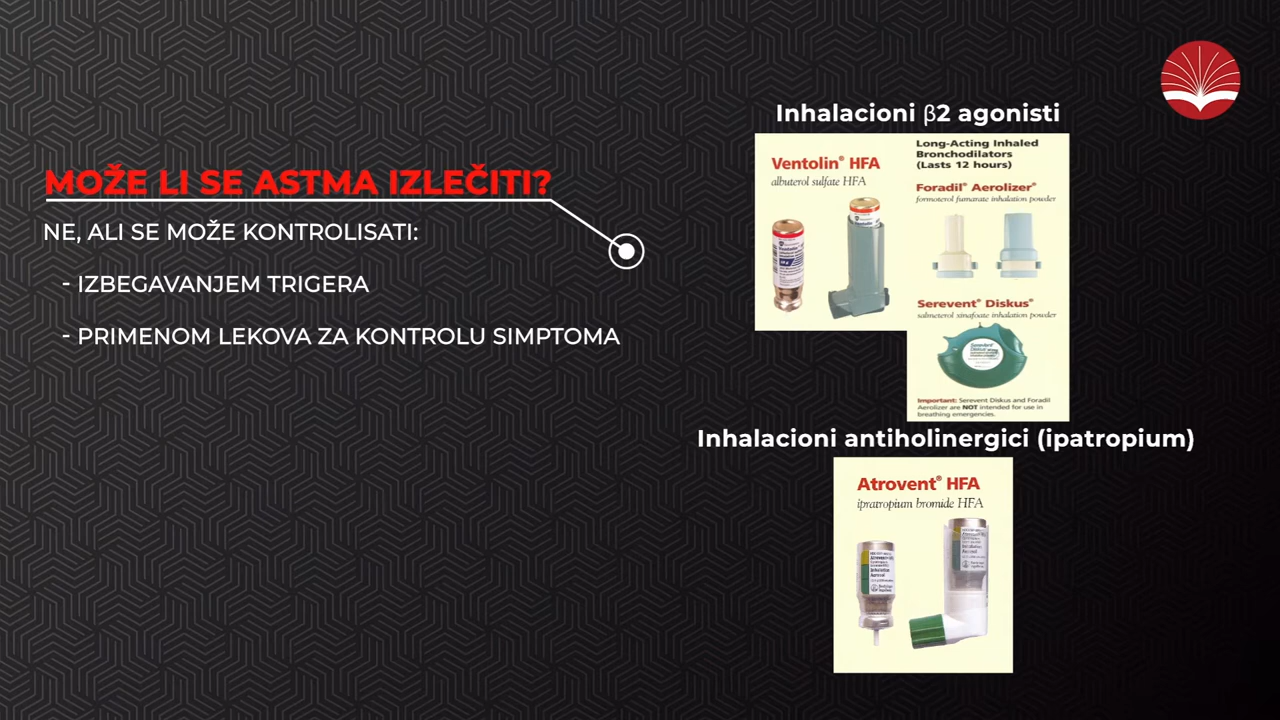 MOŽE LI SE ASTMA IZLEČITI?
NE, ALI SE MOŽE KONTROLISATI:
- IZBEGAVANJEM TRIGERA
- PRIMENOM LEKOVA ZA KONTROLU SIMPTOMA
Inhalacioni β2 agonisti
Ventolin® HFA
albuterol sulfate HFA
Long-Acting Inhaled
Bronchodilators
(Lasts 12 hours)
Foradil® Aerolizer®
formoterol fumarate inhalation powder
Serevent® Diskus®
salmeterol xinafoate inhalation powder
Important: Serevent Diskus and Foradil
Aerolizer are NOT intended for use in
breathing emergencies.
Inhalacioni antiholinergici (ipatropium)
Atrovent® HFA
ipratropium bromide HFA